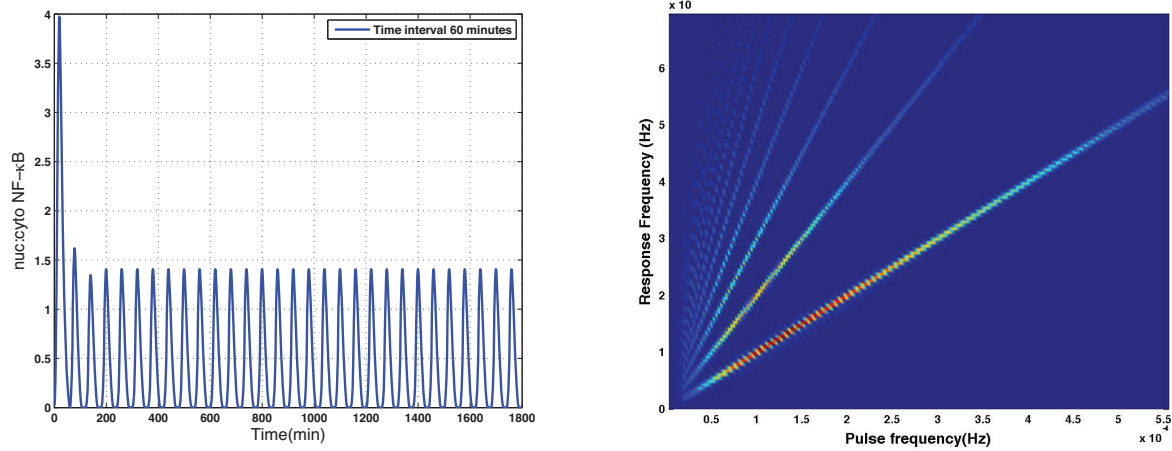 Time interval 60 minutes
nuc:cyto NF-κB
4
3.5
3
2.5
2
1.5
1
0.5
0
0 200 400 600 800 1000 1200 1400 1600 1800
Time(min)
x 10
Response Frequency (Hz)
6
5
4
3
2
1
0
0.5 1 1.5 2 2.5 3 3.5 4 4.5 5 5.5
x 10 -4
Pulse frequency(Hz)